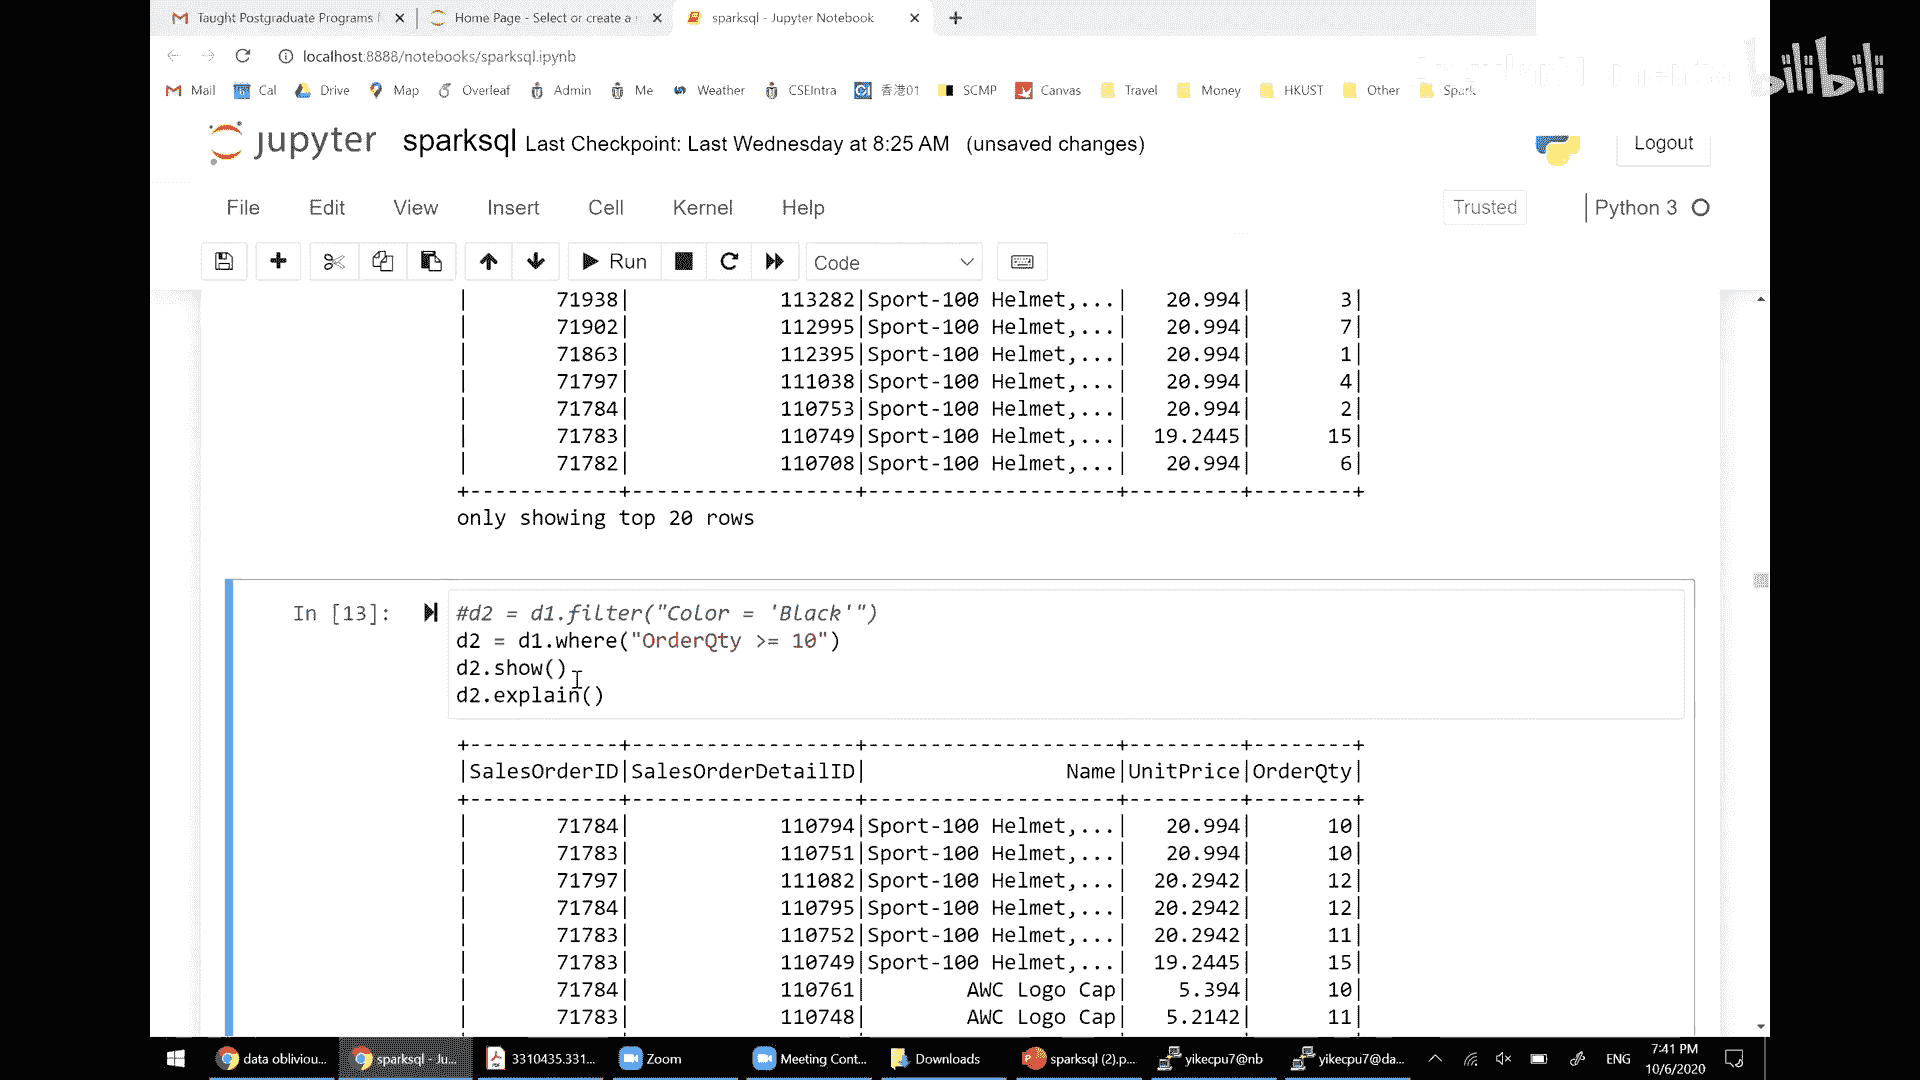 Taught Postgraduate Programs f
Home Page - Select or create a
sparksql - Jupyter Notebook
localhost:8888/notebooks/sparksql.ipynb
bilibili
Mail Cal Drive Map Overleaf Admin Me Weather CSEIntra 香港01 SCMP Canvas Travel Money HKUST Other Spark
jupyter sparksql Last Checkpoint: Last Wednesday at 8:25 AM (unsaved changes)
Logout
File Edit View Insert Cell Kernel Help
Trusted
Python 3
Run
Code
| 71938| 113282|Sport-100 Helmet,...| 20.994| 3|
| 71902| 112995|Sport-100 Helmet,...| 20.994| 7|
| 71863| 112395|Sport-100 Helmet,...| 20.994| 1|
| 71797| 111038|Sport-100 Helmet,...| 20.994| 4|
| 71784| 110753|Sport-100 Helmet,...| 20.994| 2|
| 71783| 110749|Sport-100 Helmet,...| 19.2445| 15|
| 71782| 110708|Sport-100 Helmet,...| 20.994| 6|
+------------+------------------+--------------------+---------+--------+
only showing top 20 rows
In [13]:
#d2 = d1.filter("Color = 'Black'")
d2 = d1.where("OrderQty >= 10")
d2.show()
d2.explain()
+------------+------------------+--------------------+---------+--------+
|SalesOrderID|SalesOrderDetailID| Name|UnitPrice|OrderQty|
+------------+------------------+--------------------+---------+--------+
| 71784| 110794|Sport-100 Helmet,...| 20.994| 10|
| 71783| 110751|Sport-100 Helmet,...| 20.994| 10|
| 71797| 111082|Sport-100 Helmet,...| 20.2942| 12|
| 71784| 110795|Sport-100 Helmet,...| 20.2942| 12|
| 71783| 110752|Sport-100 Helmet,...| 20.2942| 11|
| 71783| 110749|Sport-100 Helmet,...| 19.2445| 15|
| 71784| 110761| AWC Logo Cap| 5.394| 10|
| 71783| 110748| AWC Logo Cap| 5.2142| 11|
data obliviou... sparksql - Ju... 3310435.331... Zoom Meeting Cont... Downloads sparksql (2).p... yikecpu7@nb yikecpu7@da... ENG
7:41 PM
10/6/2020